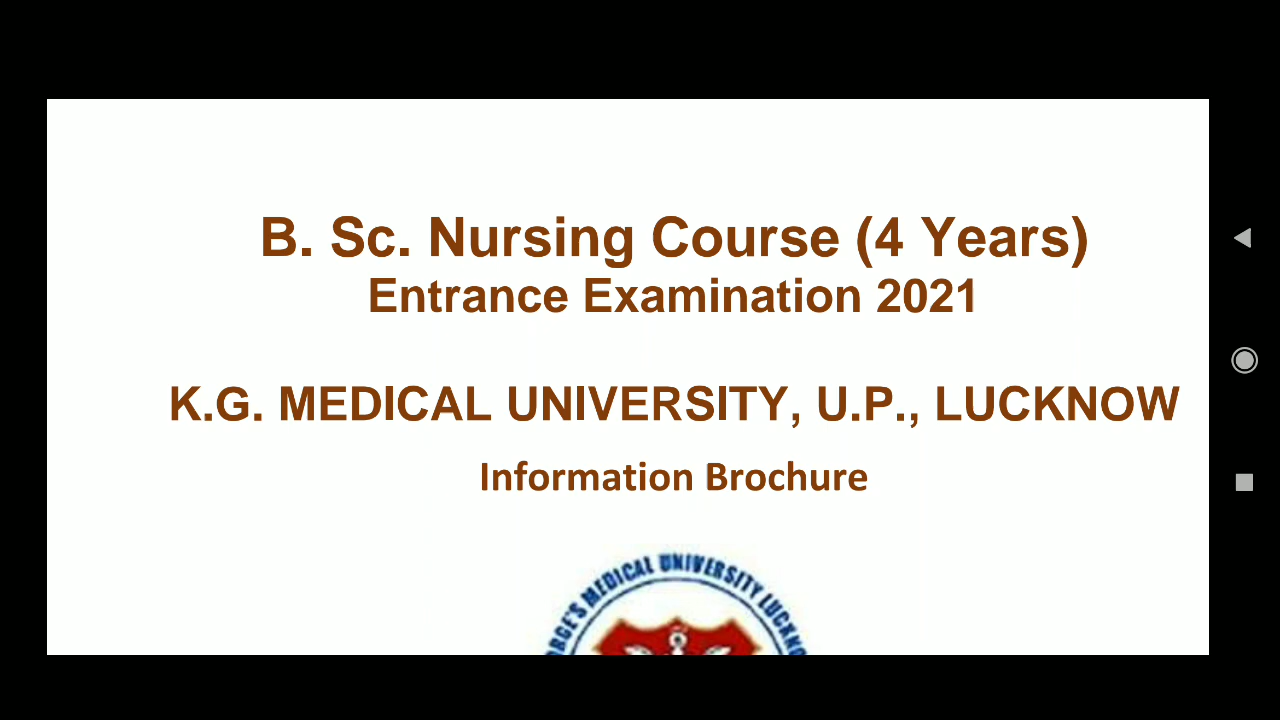 B. Sc. Nursing Course (4 Years)
Entrance Examination 2021
K.G. MEDICAL UNIVERSITY, U.P., LUCKNOW
Information Brochure
MEDICAL UNIVERSITY